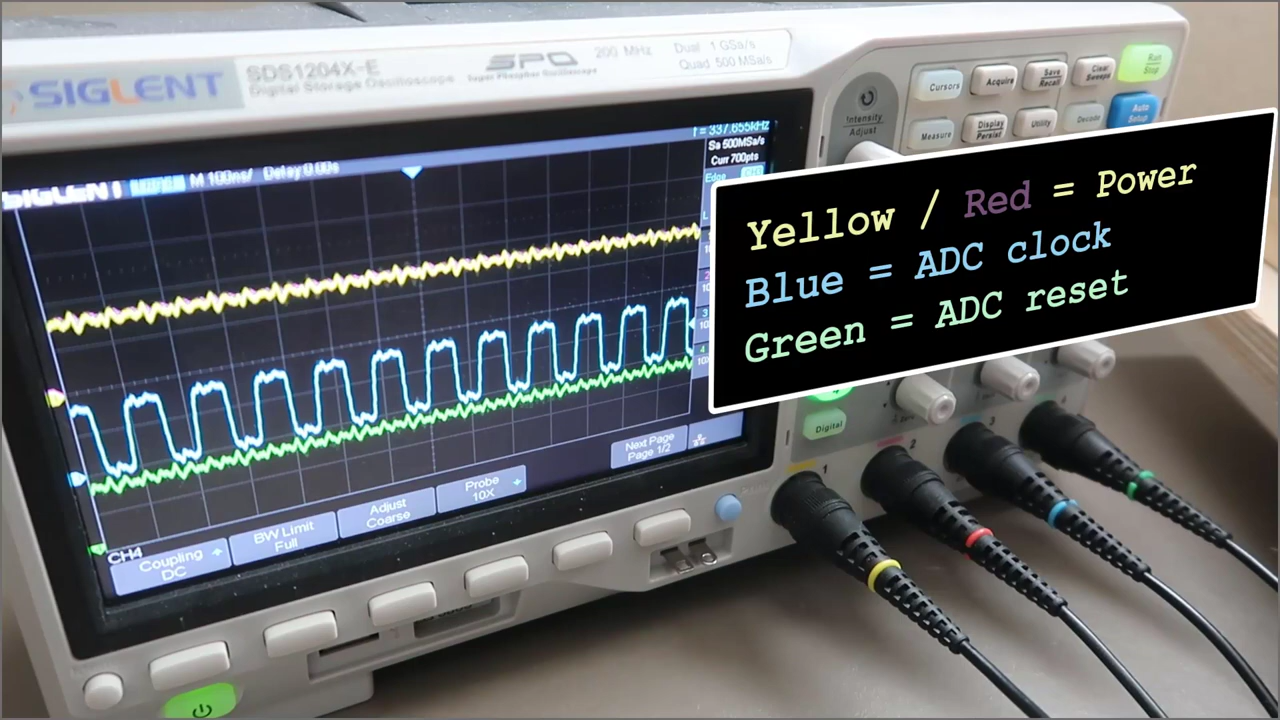 SIGLENT
SDS1204X-E
Digital Storage Oscilloscope
SPO
Super Phosphor Oscilloscope
200 MHz
Dual 1 GSa/s
Quad 500 MSa/s
Intensity
Adjust
Cursors
Acquire
Save
Recall
Clear
Sweeps
Run
Stop
Measure
Display
Persist
Utility
Decode
Auto
Setup
SIGLENT
M 100ns/ Delay:0.00s
f = 337.655kHz
Sa 500MSa/s
Curr 700pts
Edge CH3
L
Yellow / Red = Power
Blue = ADC clock
Green = ADC reset
CH4
Coupling
DC
BW Limit
Full
Adjust
Coarse
Probe
10X
Next Page
Page 1/2
Digital
1
2
3
4